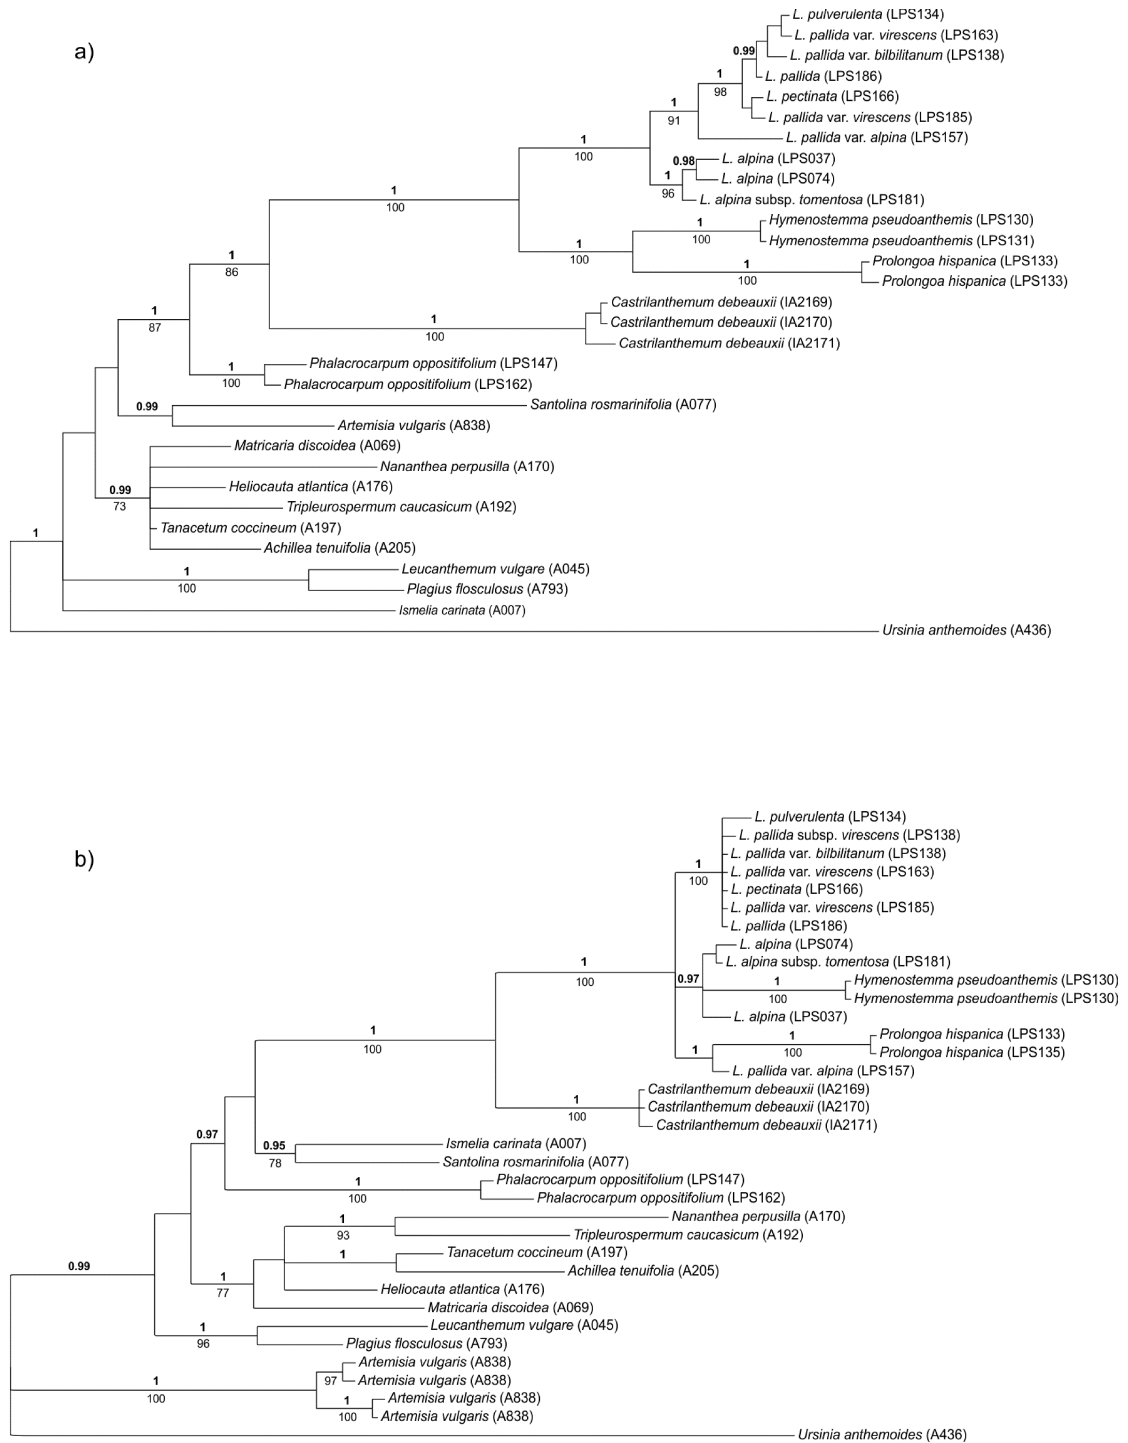 a)
L. pulverulenta (LPS134)
L. pallida var. virescens (LPS163)
0.99
L. pallida var. bilbilitanum (LPS138)
1
L. pallida (LPS186)
98
L. pectinata (LPS166)
1
91
L. pallida var. virescens (LPS185)
L. pallida var. alpina (LPS157)
1
100
0.98
L. alpina (LPS037)
1
96
L. alpina (LPS074)
L. alpina subsp. tomentosa (LPS181)
1
100
Hymenostemma pseudoanthemis (LPS130)
1
100
Hymenostemma pseudoanthemis (LPS131)
1
100
Prolongoa hispanica (LPS133)
1
100
Prolongoa hispanica (LPS133)
1
86
Castrilanthemum debeauxii (IA2169)
1
100
Castrilanthemum debeauxii (IA2170)
Castrilanthemum debeauxii (IA2171)
1
87
Phalacrocarpum oppositifolium (LPS147)
1
100
Phalacrocarpum oppositifolium (LPS162)
0.99
Santolina rosmarinifolia (A077)
Artemisia vulgaris (A838)
Matricaria discoidea (A069)
Nananthea perpusilla (A170)
0.99
73
Heliocauta atlantica (A176)
Tripleurospermum caucasicum (A192)
Tanacetum coccineum (A197)
1
Achillea tenuifolia (A205)
Leucanthemum vulgare (A045)
1
100
Plagius flosculosus (A793)
Ismelia carinata (A007)
Ursinia anthemoides (A436)
b)
L. pulverulenta (LPS134)
L. pallida subsp. virescens (LPS138)
L. pallida var. bilbilitanum (LPS138)
1
100
L. pallida var. virescens (LPS163)
L. pectinata (LPS166)
L. pallida var. virescens (LPS185)
L. pallida (LPS186)
L. alpina (LPS074)
1
100
L. alpina subsp. tomentosa (LPS181)
0.97
1
100
Hymenostemma pseudoanthemis (LPS130)
Hymenostemma pseudoanthemis (LPS130)
L. alpina (LPS037)
1
100
1
100
Prolongoa hispanica (LPS133)
Prolongoa hispanica (LPS135)
1
L. pallida var. alpina (LPS157)
Castrilanthemum debeauxii (IA2169)
1
100
Castrilanthemum debeauxii (IA2170)
Castrilanthemum debeauxii (IA2171)
0.97
0.95
78
Ismelia carinata (A007)
Santolina rosmarinifolia (A077)
1
100
Phalacrocarpum oppositifolium (LPS147)
Phalacrocarpum oppositifolium (LPS162)
1
93
Nananthea perpusilla (A170)
Tripleurospermum caucasicum (A192)
1
Tanacetum coccineum (A197)
0.99
1
77
Achillea tenuifolia (A205)
Heliocauta atlantica (A176)
Matricaria discoidea (A069)
1
96
Leucanthemum vulgare (A045)
Plagius flosculosus (A793)
Artemisia vulgaris (A838)
97
Artemisia vulgaris (A838)
1
100
1
100
Artemisia vulgaris (A838)
Artemisia vulgaris (A838)
Ursinia anthemoides (A436)